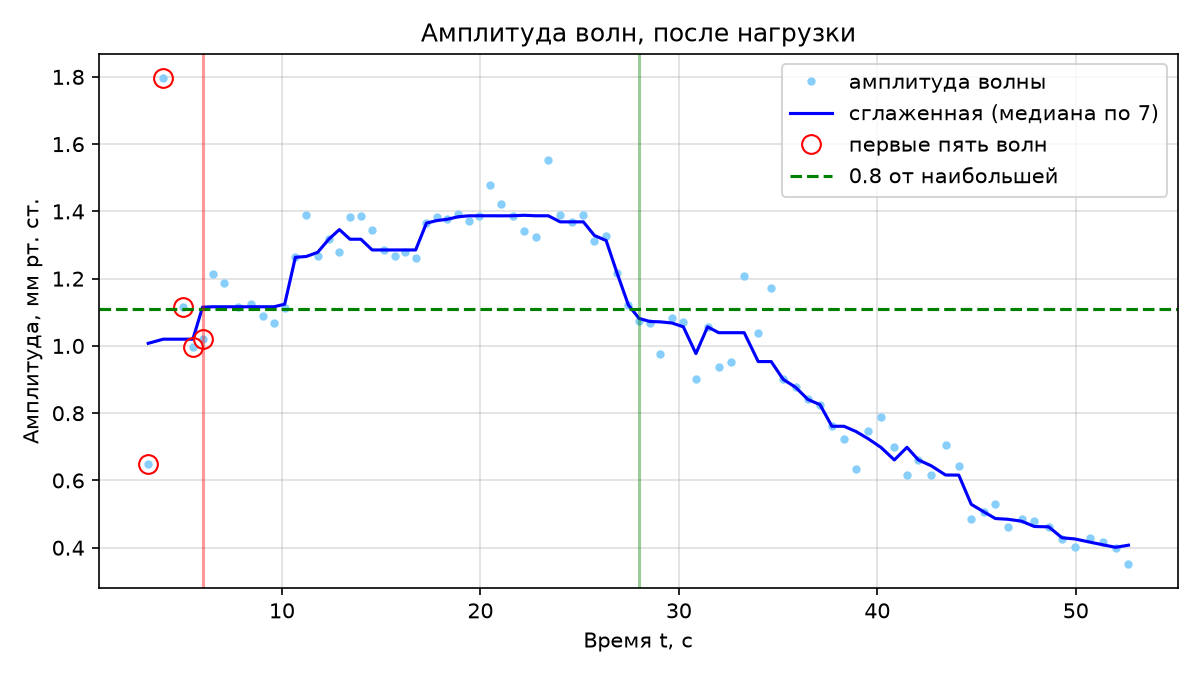 Амплитуда волн, после нагрузки
амплитуда волны
сглаженная (медиана по 7)
первые пять волн
0.8 от наибольшей
Амплитуда, мм рт. ст.
1.8
1.6
1.4
1.2
1.0
0.8
0.6
0.4
10 20 30 40 50
Время t, с